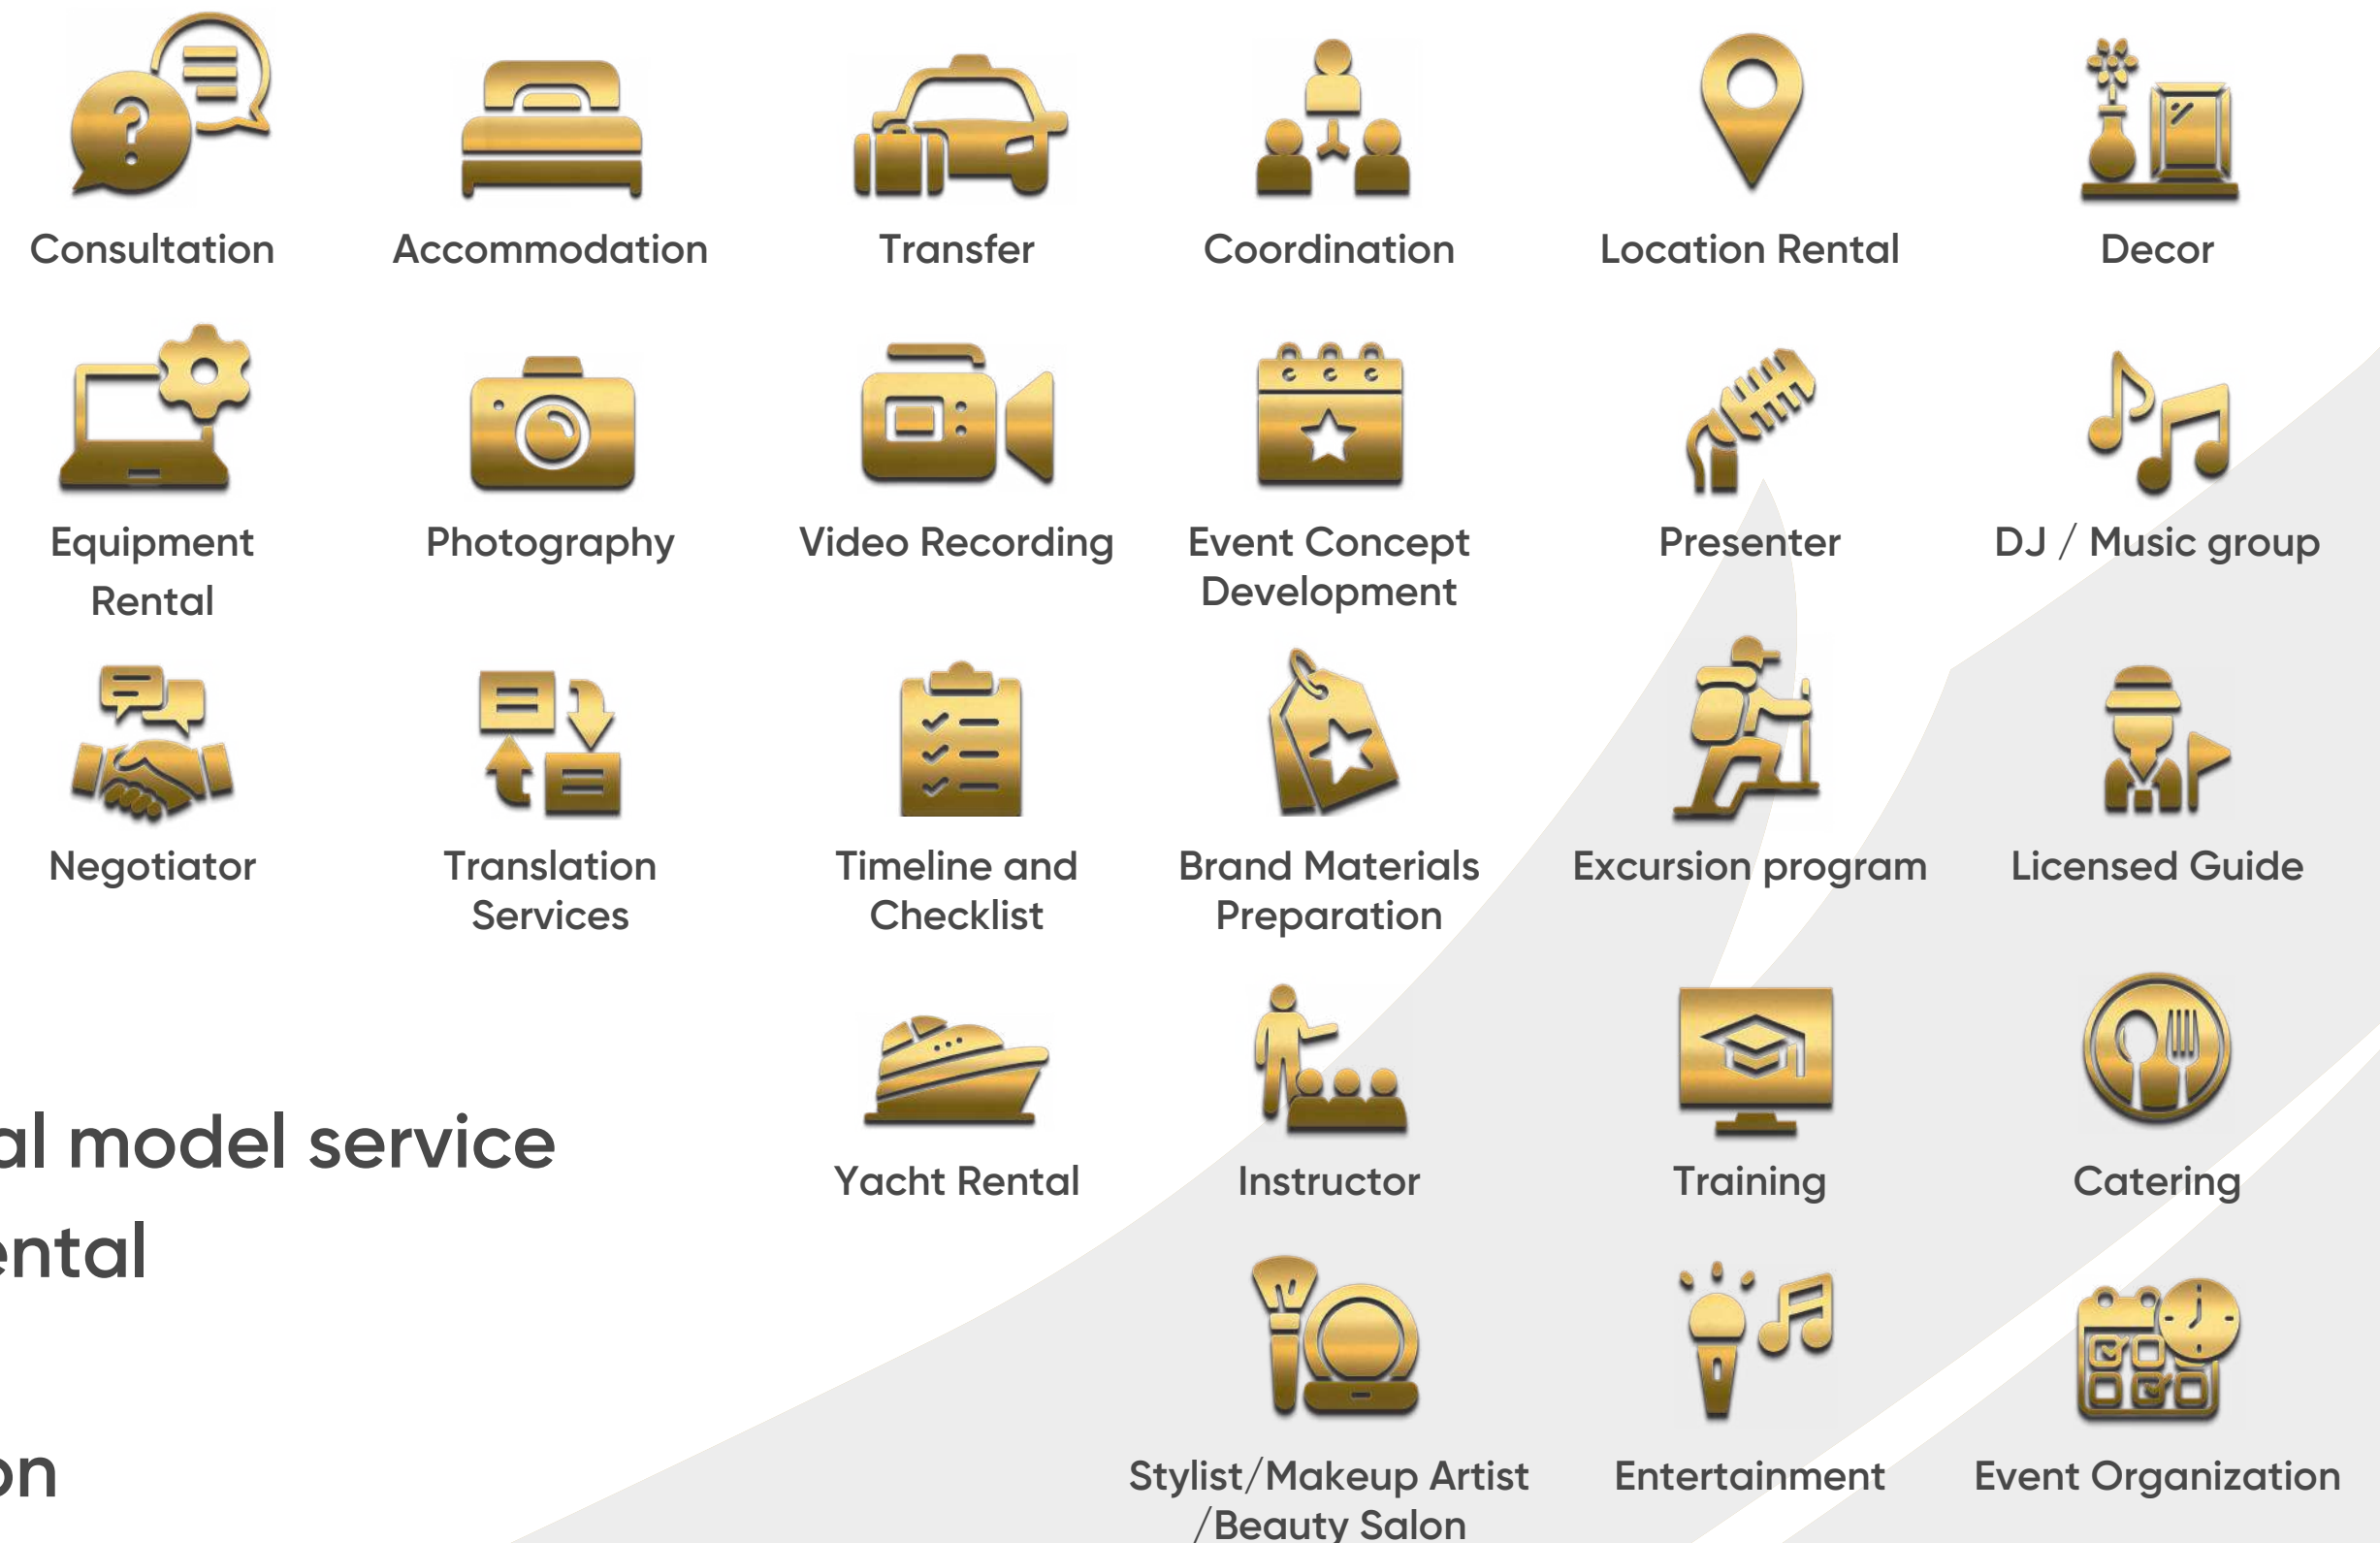 Consultation
Accommodation
Transfer
Coordination
Location Rental
Decor
Equipment
Rental
Photography
Video Recording
Event Concept
Development
Presenter
DJ / Music group
Negotiator
Translation
Services
Timeline and
Checklist
Brand Materials
Preparation
Excursion program
Licensed Guide
al model service
ental
on
Yacht Rental
Instructor
Training
Catering
Stylist/Makeup Artist
/Beauty Salon
Entertainment
Event Organization